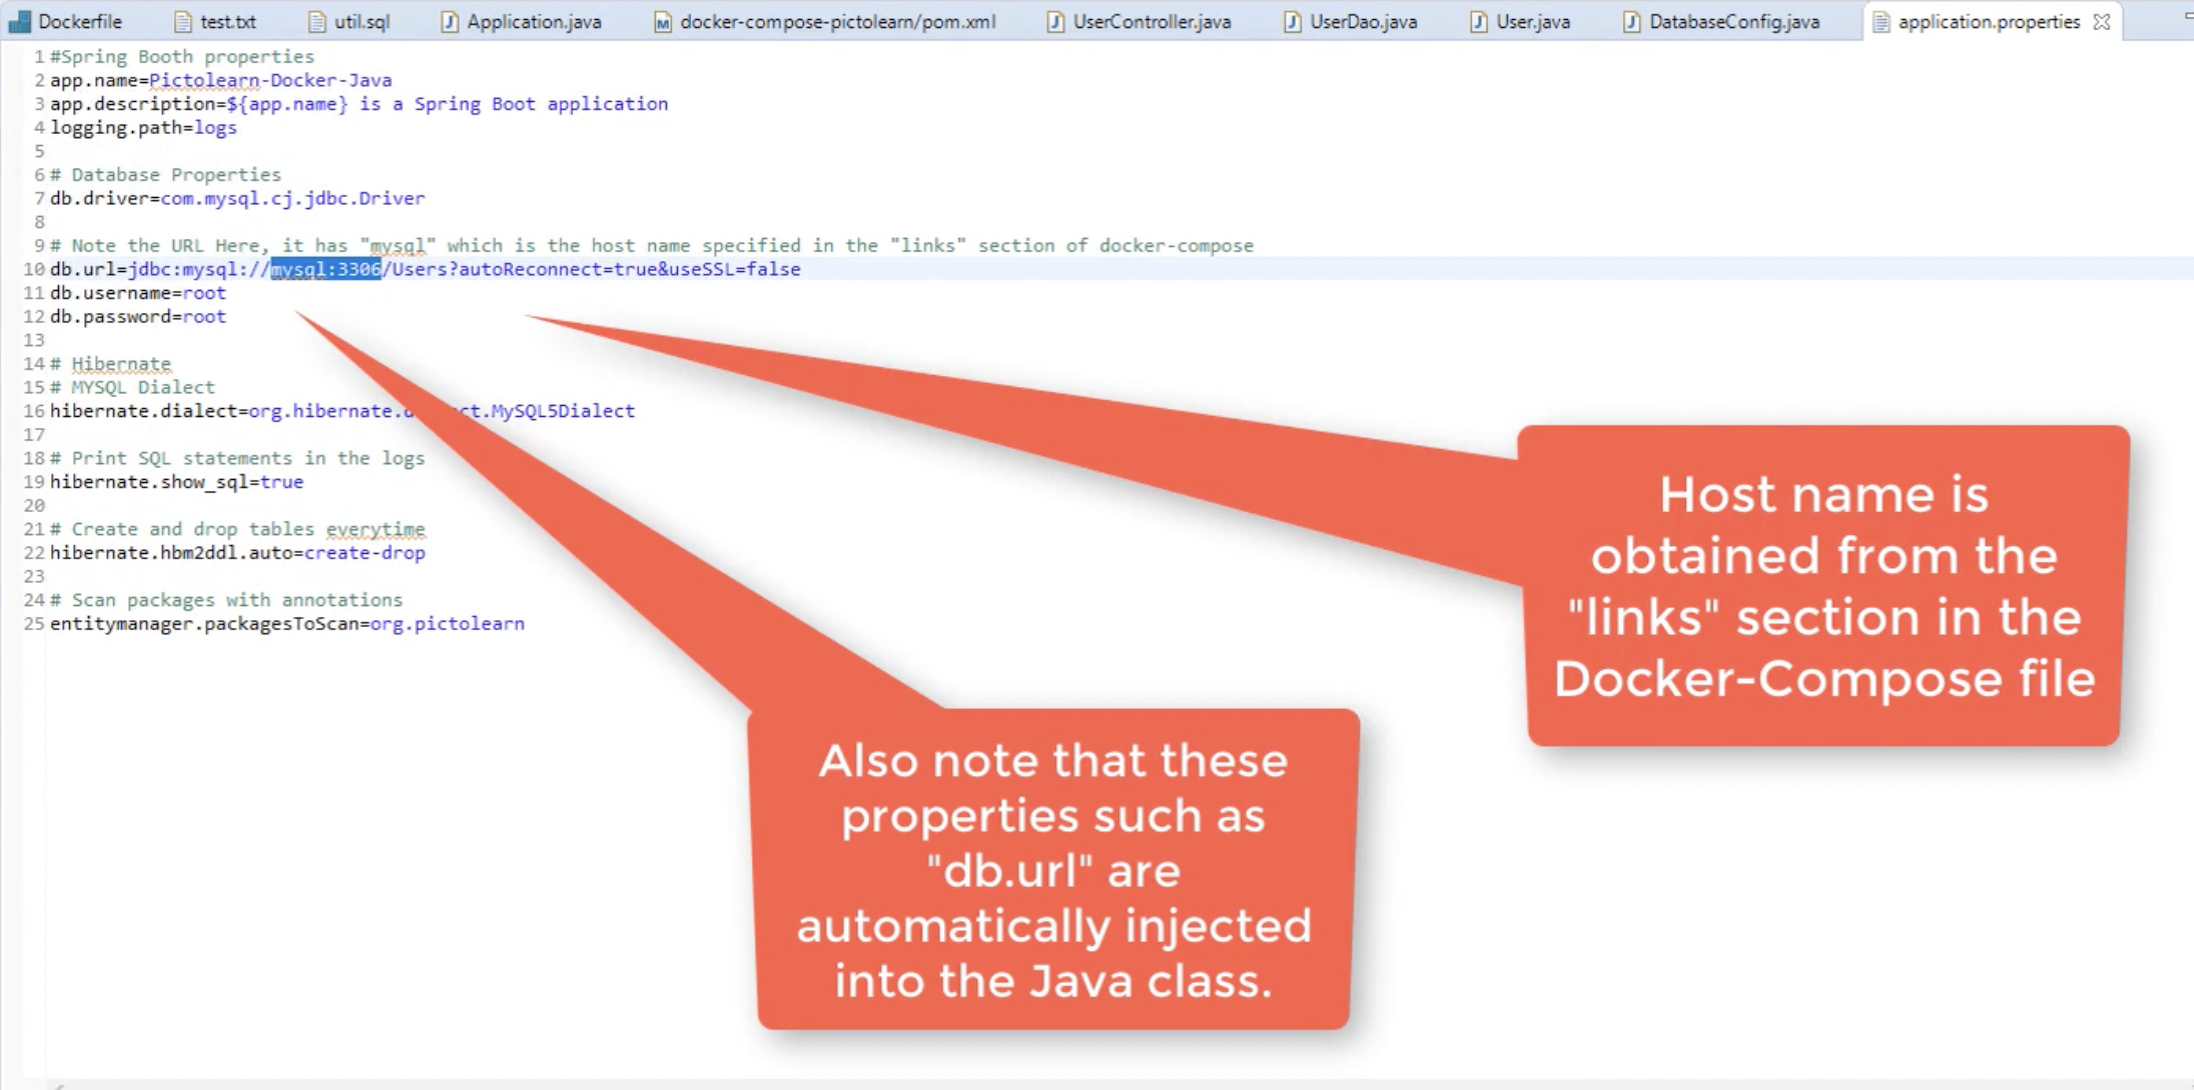 Dockerfile test.txt util.sql Application.java docker-compose-pictolearn/pom.xml UserController.java UserDao.java User.java DatabaseConfig.java application.properties
1 #Spring Booth properties
2 app.name=Pictolearn-Docker-Java
3 app.description=${app.name} is a Spring Boot application
4 logging.path=logs
5
6 # Database Properties
7 db.driver=com.mysql.cj.jdbc.Driver
8
9 # Note the URL Here, it has "mysql" which is the host name specified in the "links" section of docker-compose
10 db.url=jdbc:mysql://mysql:3306/Users?autoReconnect=true&useSSL=false
11 db.username=root
12 db.password=root
13
14 # Hibernate
15 # MYSQL Dialect
16 hibernate.dialect=org.hibernate. .MySQL5Dialect
17
18 # Print SQL statements in the logs
19 hibernate.show_sql=true
20
21 # Create and drop tables everytime
22 hibernate.hbm2ddl.auto=create-drop
23
24 # Scan packages with annotations
25 entitymanager.packagesToScan=org.pictolearn
Host name is
obtained from the
"links" section in the
Docker-Compose file
Also note that these
properties such as
"db.url" are
automatically injected
into the Java class.